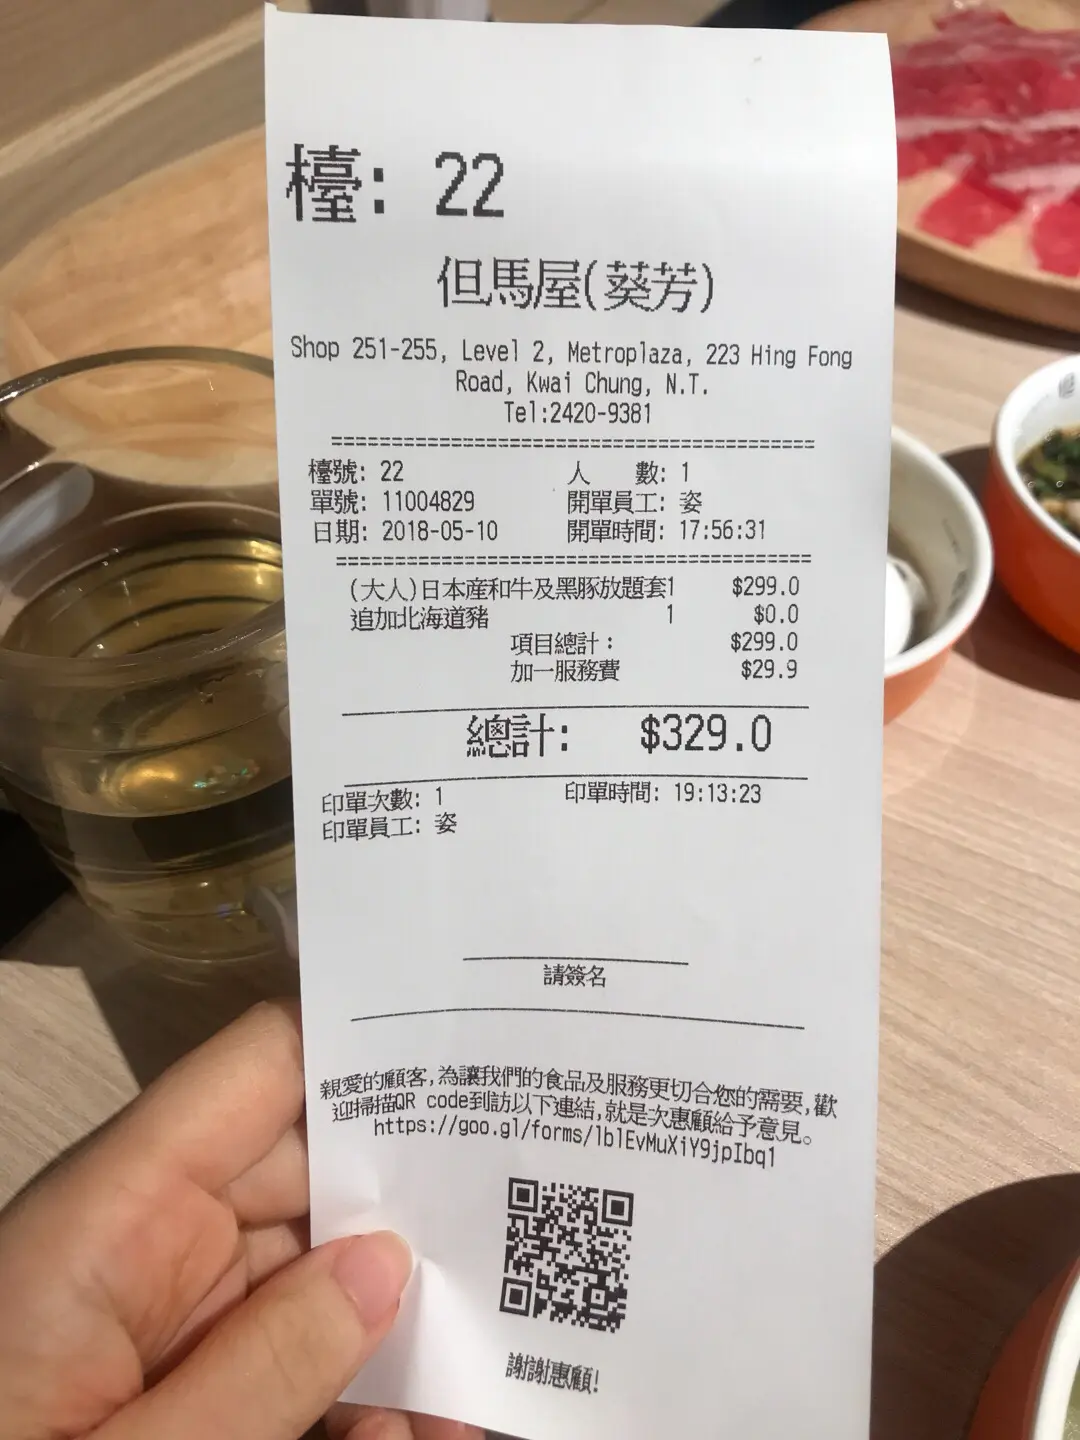 檯: 22
但馬屋(葵芳)
Shop 251-255, Level 2, Metroplaza, 223 Hing Fong
Road, Kwai Chung, N.T.
Tel:2420-9381
檯號: 22 人 數: 1
單號: 11004829 開單員工: 姿
日期: 2018-05-10 開單時間: 17:56:31
(大人)日本産和牛及黑豚放題套1 $299.0
追加北海道豬 1 $0.0
項目總計： $299.0
加一服務費 $29.9
總計: $329.0
印單次數: 1 印單時間: 19:13:23
印單員工: 姿
請簽名
親愛的顧客,為讓我們的食品及服務更切合您的需要,歡
迎掃描QR code到訪以下連結,就是次惠顧給予意見。
https://goo.gl/forms/lblEvMuXiY9jpIbq1
謝謝惠顧!